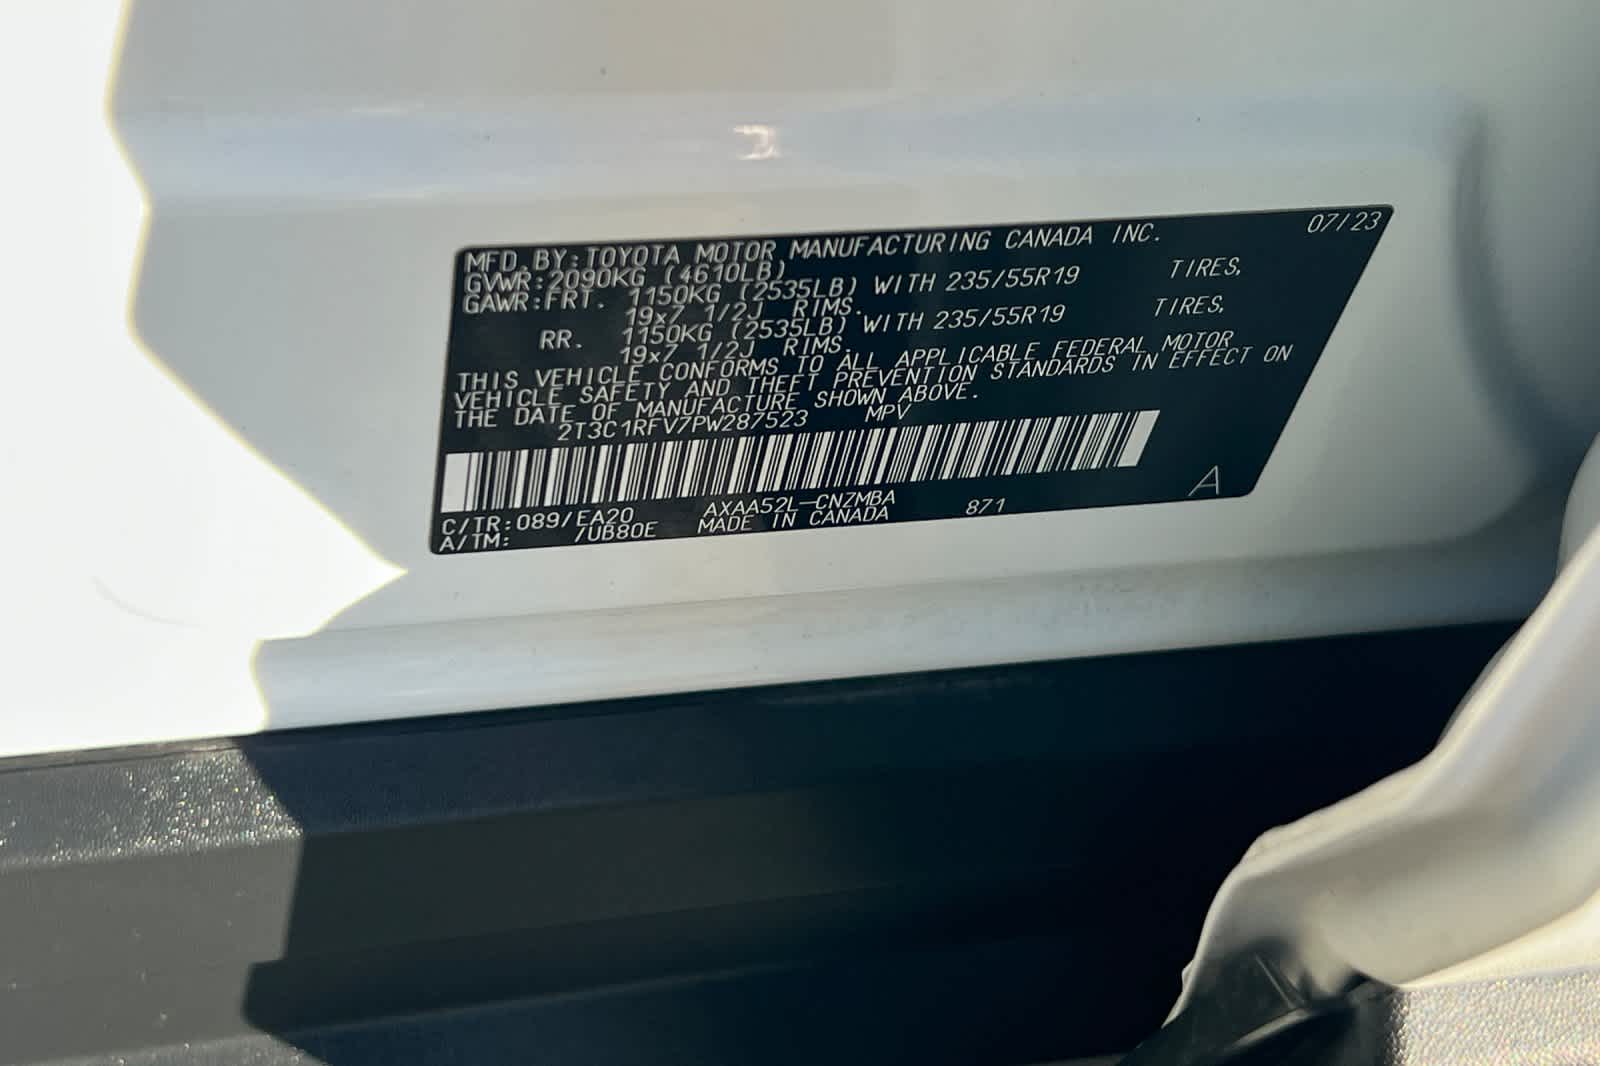 07/23
MFD. BY: TOYOTA MOTOR MANUFACTURING CANADA INC.
GVWR: 2090KG (4610LB)
GAWR: FRT. 1150KG (2535LB) WITH 235/55R19 TIRES,
19x7 1/2J RIMS.
RR. 1150KG (2535LB) WITH 235/55R19 TIRES,
19x7 1/2J RIMS.
THIS VEHICLE CONFORMS TO ALL APPLICABLE FEDERAL MOTOR
VEHICLE SAFETY AND THEFT PREVENTION STANDARDS IN EFFECT ON
THE DATE OF MANUFACTURE SHOWN ABOVE.
2T3C1RFV7PW287523 MPV
C/TR: 089/EA20 AXAA52L-CNZMBA 871 A
A/TM: /UB80E MADE IN CANADA